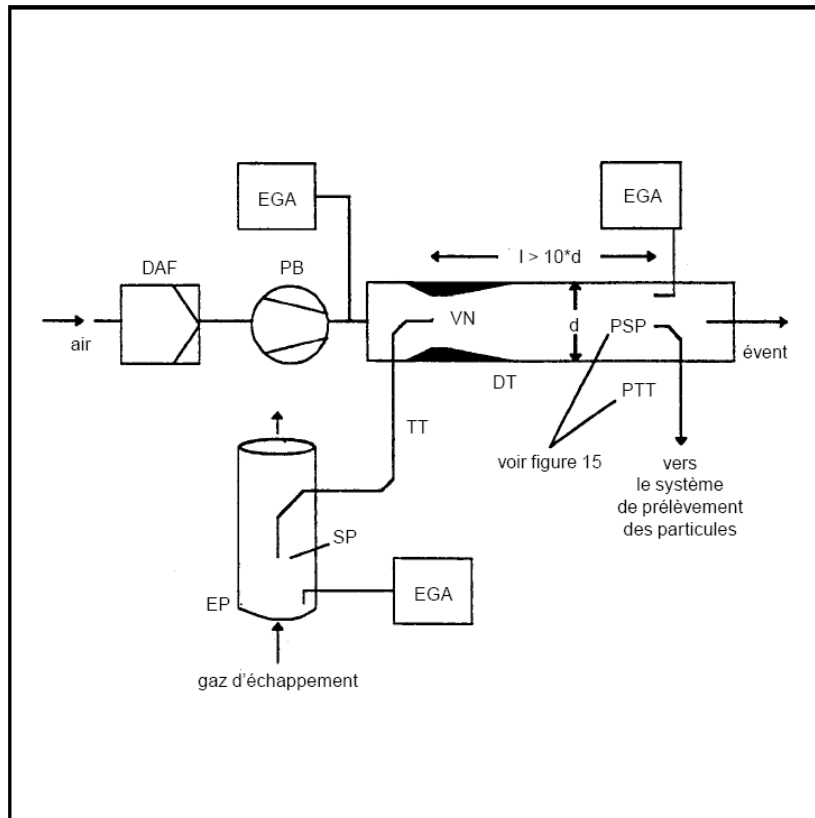 EGA
EGA
DAF
PB
l > 10*d
air
VN
d
PSP
évent
DT
PTT
TT
voir figure 15
vers
le système
de prélèvement
des particules
SP
EP
EGA
gaz d'échappement